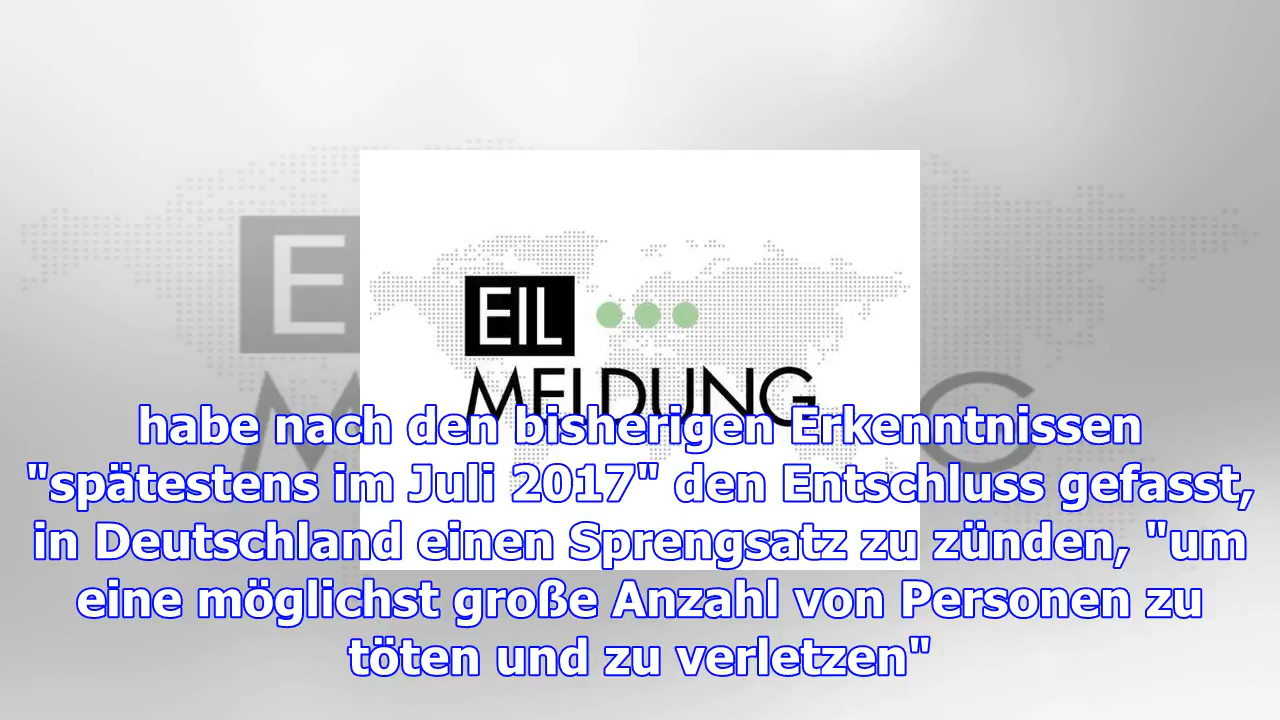 EIL
MELDUNG
habe nach den bisherigen Erkenntnissen
"spätestens im Juli 2017" den Entschluss gefasst,
in Deutschland einen Sprengsatz zu zünden, "um
eine möglichst große Anzahl von Personen zu
töten und zu verletzen"